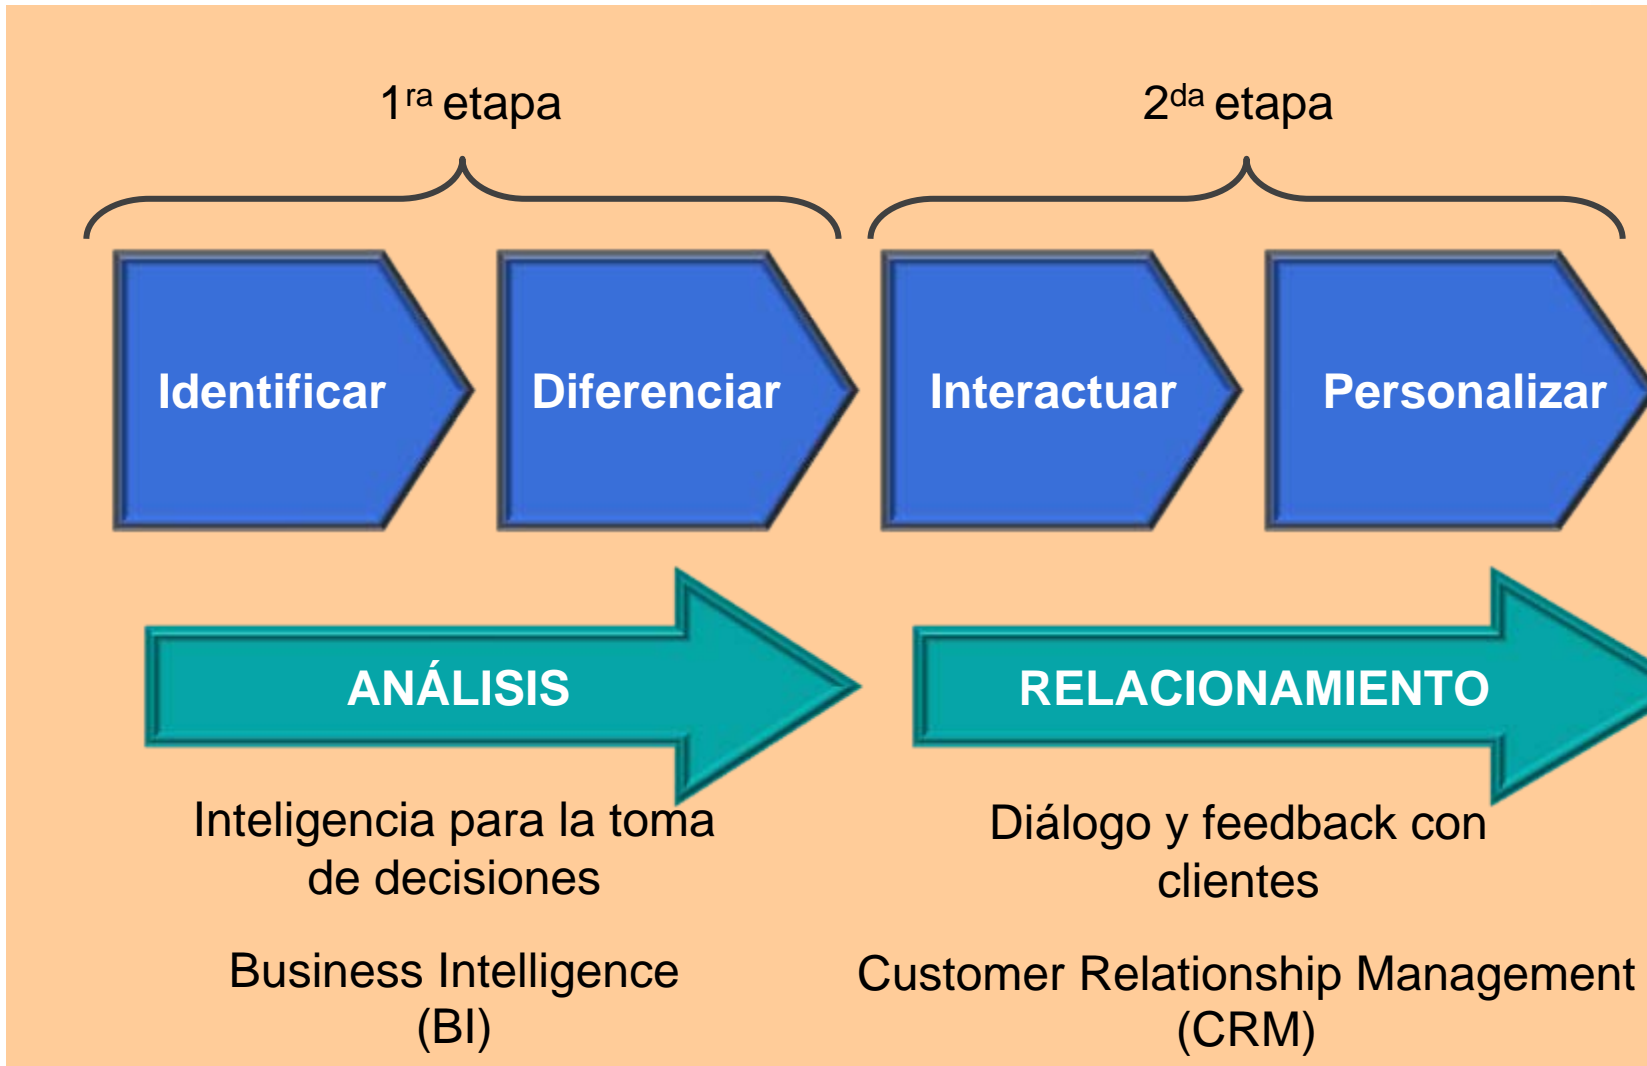 1ra etapa
2da etapa
Identificar
Diferenciar
Interactuar
Personalizar
ANÁLISIS
RELACIONAMIENTO
Inteligencia para la toma
de decisiones
Diálogo y feedback con
clientes
Business Intelligence
(BI)
Customer Relationship Management
(CRM)